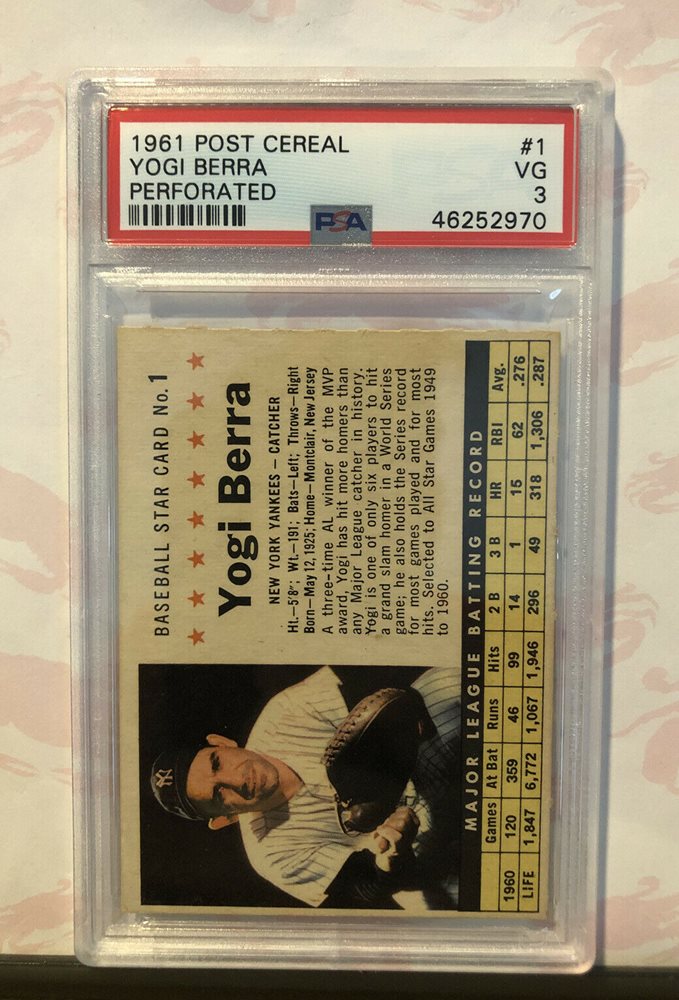 1961 POST CEREAL #1
YOGI BERRA VG
PERFORATED 3
PSA 46252970
BASEBALL STAR CARD No. 1
Yogi Berra
NEW YORK YANKEES – CATCHER
Ht.—5'8"; Wt.—191; Bats—Left; Throws—Right
Born—May 12, 1925; Home—Montclair, New Jersey
A three-time AL winner of the MVP
award, Yogi has hit more homers than
any Major League catcher in history.
Yogi is one of only six players to hit
a grand slam homer in a World Series
game; he also holds the Series record
for most games played and for most
hits. Selected to All Star Games 1949
to 1960.
NY
MAJOR LEAGUE BATTING RECORD
Games At Bat Runs Hits 2 B 3 B HR RBI Avg.
1960 120 359 46 99 14 1 15 62 .276
LIFE 1,847 6,772 1,067 1,946 296 49 318 1,306 .287